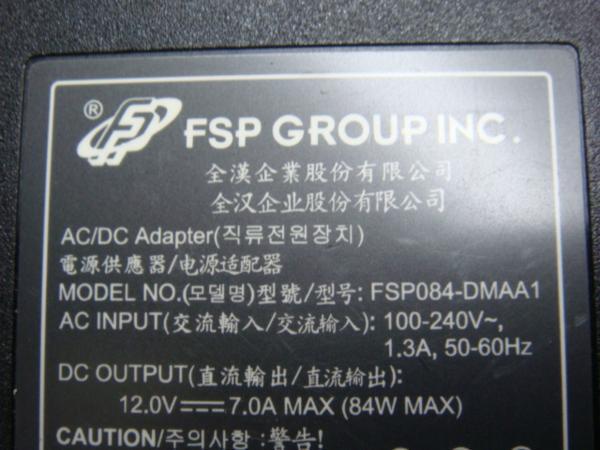 ® FSP GROUP INC.
全漢企業股份有限公司
全汉企业股份有限公司
AC/DC Adapter(직류전원장치)
電源供應器/电源适配器
MODEL NO.(모델명)型號/型号: FSP084-DMAA1
AC INPUT(交流輸入/交流输入): 100-240V~,
1.3A, 50-60Hz
DC OUTPUT(直流輸出/直流输出):
12.0V⎓7.0A MAX (84W MAX)
CAUTION/주의사항 :警告!